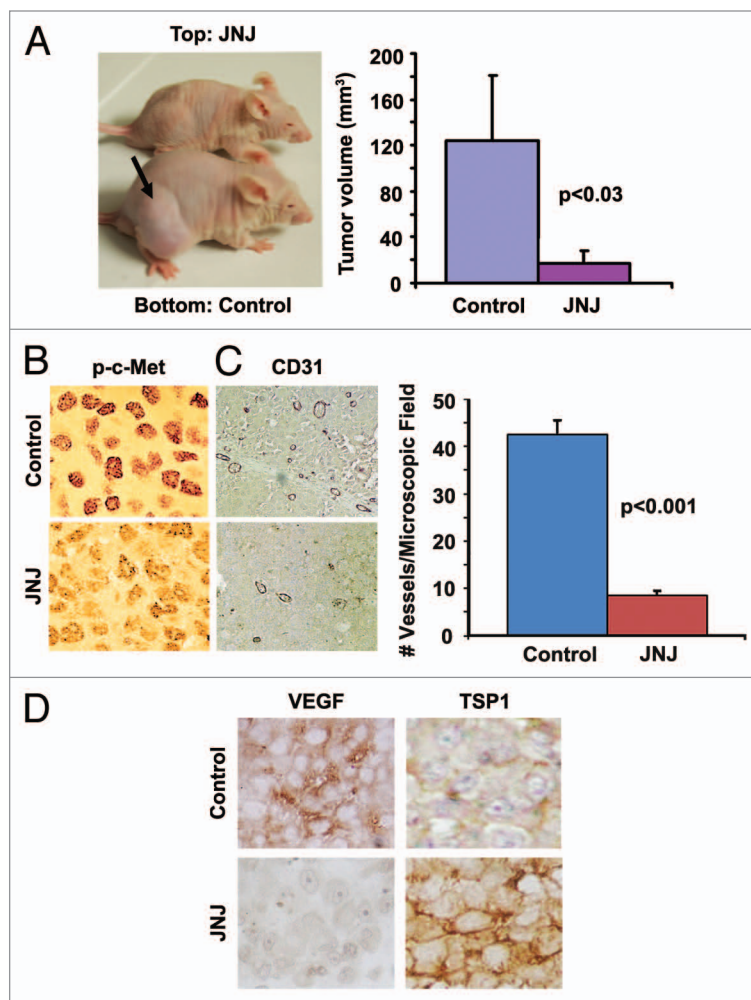 A
Top: JNJ
Bottom: Control
Tumor volume (mm³)
200
160
120
80
40
0
p<0.03
Control
JNJ
B
p-c-Met
C
CD31
Control
JNJ
# Vessels/Microscopic Field
50
40
30
20
10
0
p<0.001
Control
JNJ
D
VEGF
TSP1
Control
JNJ